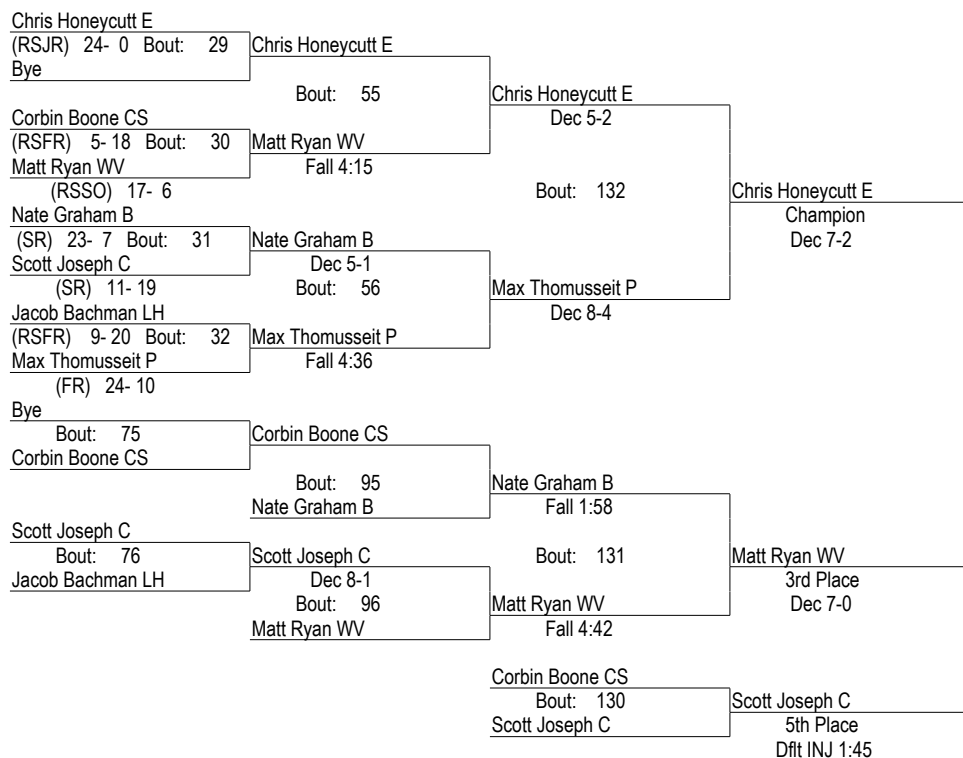 Chris Honeycutt E
(RSJR) 24- 0 Bout: 29
Chris Honeycutt E
Bye
Bout: 55
Chris Honeycutt E
Corbin Boone CS
Dec 5-2
(RSFR) 5- 18 Bout: 30
Matt Ryan WV
Matt Ryan WV
Fall 4:15
(RSSO) 17- 6
Bout: 132
Chris Honeycutt E
Nate Graham B
Champion
(SR) 23- 7 Bout: 31
Nate Graham B
Dec 7-2
Scott Joseph C
Dec 5-1
(SR) 11- 19
Bout: 56
Max Thomusseit P
Jacob Bachman LH
Dec 8-4
(RSFR) 9- 20 Bout: 32
Max Thomusseit P
Max Thomusseit P
Fall 4:36
(FR) 24- 10
Bye
Bout: 75
Corbin Boone CS
Corbin Boone CS
Bout: 95
Nate Graham B
Nate Graham B
Fall 1:58
Scott Joseph C
Bout: 76
Scott Joseph C
Bout: 131
Matt Ryan WV
Jacob Bachman LH
Dec 8-1
3rd Place
Bout: 96
Matt Ryan WV
Dec 7-0
Matt Ryan WV
Fall 4:42
Corbin Boone CS
Bout: 130
Scott Joseph C
Scott Joseph C
5th Place
Dflt INJ 1:45